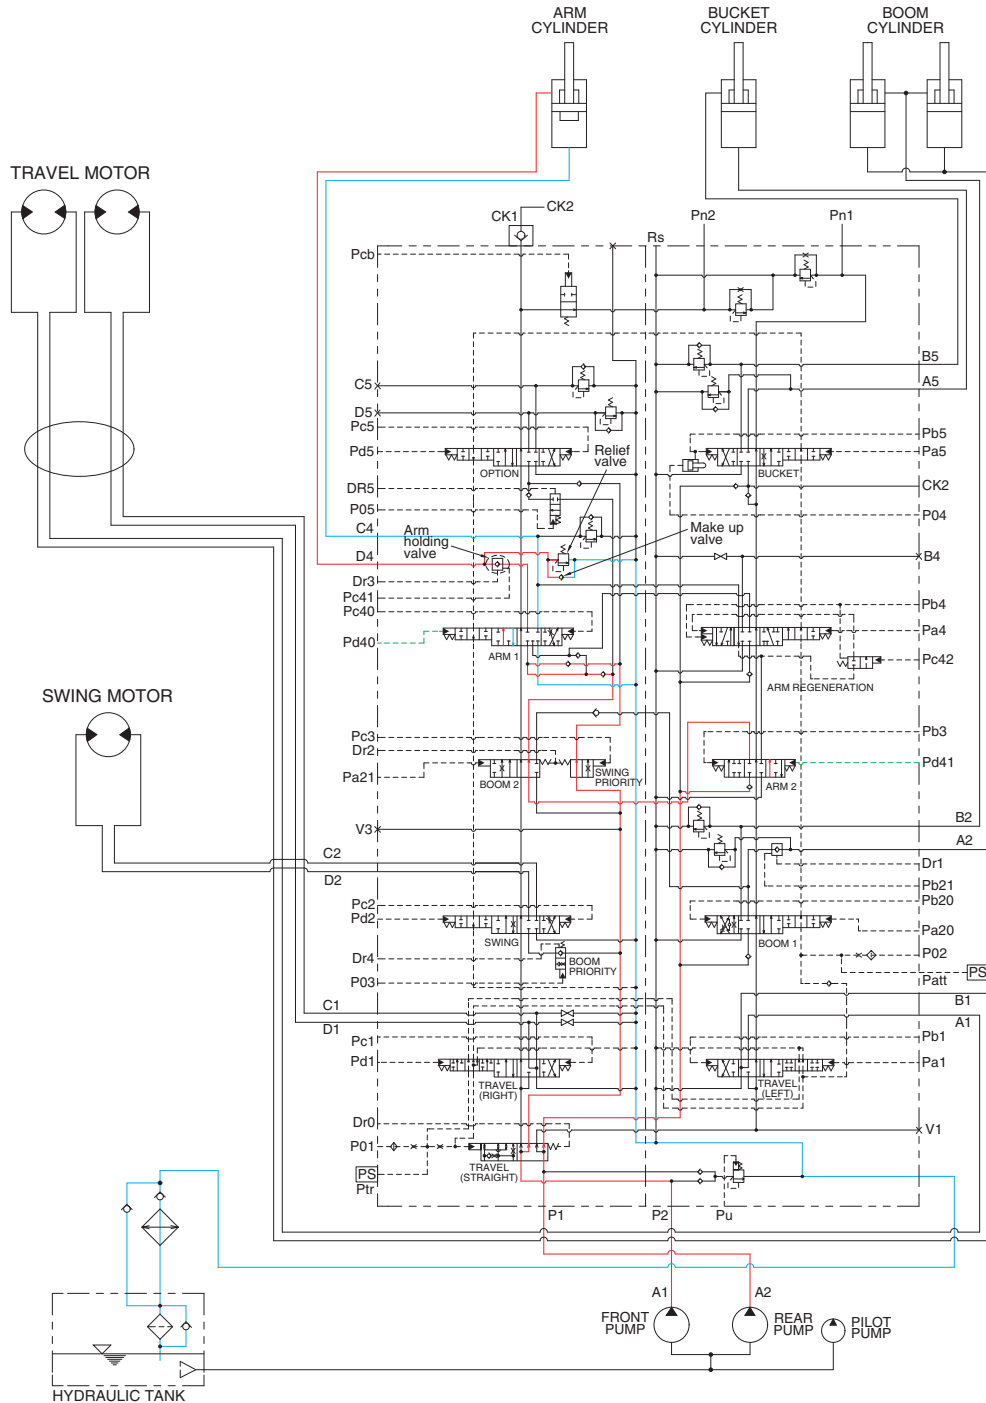 ARM
CYLINDER
BUCKET
CYLINDER
BOOM
CYLINDER
TRAVEL MOTOR
CK1
CK2
Pn2
Pn1
Rs
Pcb
B5
A5
C5
D5
Pc5
Pd5
OPTION
Relief
valve
Pb5
Pa5
BUCKET
CK2
DR5
P05
P04
C4
Arm
holding
valve
Make up
valve
D4
B4
Dr3
Pc41
Pc40
Pd40
ARM 1
Pb4
Pa4
Pc42
ARM REGENERATION
SWING MOTOR
Pc3
Dr2
Pa21
BOOM 2
SWING
PRIORITY
Pb3
Pd41
ARM 2
V3
B2
A2
C2
D2
Dr1
Pb21
Pb20
Pa20
Pc2
Pd2
SWING
BOOM 1
Dr4
BOOM
PRIORITY
P03
P02
PS
Patt
C1
D1
B1
A1
Pc1
Pd1
TRAVEL
(RIGHT)
Pb1
Pa1
TRAVEL
(LEFT)
Dr0
P01
V1
PS
Ptr
TRAVEL
(STRAIGHT)
P1
P2
Pu
A1
A2
FRONT
PUMP
REAR
PUMP
PILOT
PUMP
HYDRAULIC TANK